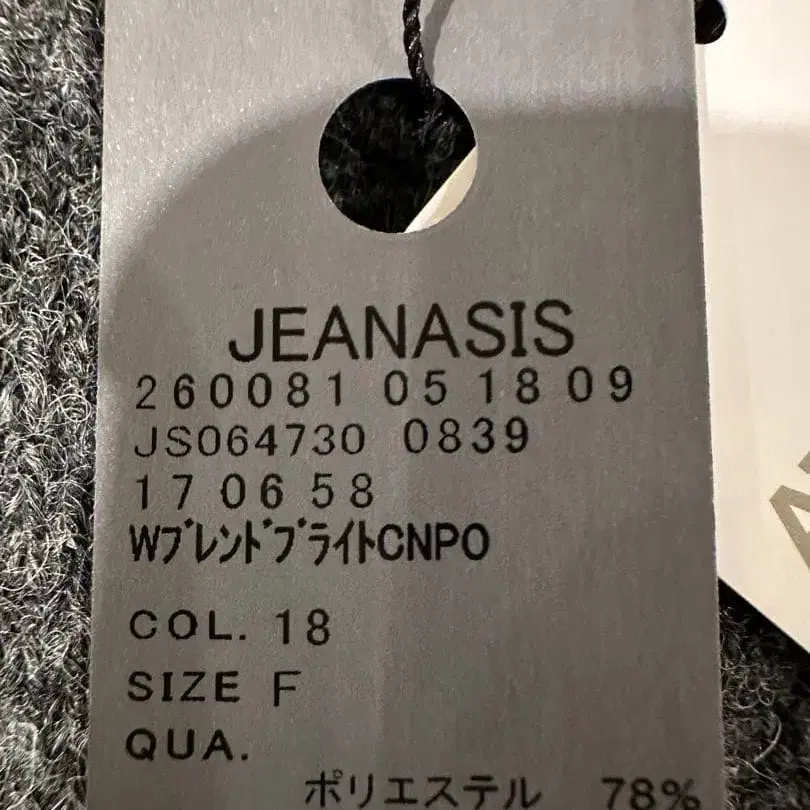 JEANASIS
260081 05 18 09
JS064730 0839
17 06 58
WﾌﾞﾚﾝﾄﾞﾌﾞﾗｲﾄCNPO
COL. 18
SIZE F
QUA.
ポリエステル 78%